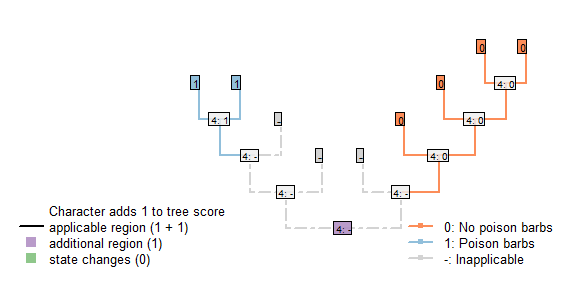 0 0
1 1 0 4: 0
4: 1 - 0 4: 0
4: - - - 4: 0
4: - 4: -
4: -
Character adds 1 to tree score
applicable region (1 + 1)
additional region (1)
state changes (0)
0: No poison barbs
1: Poison barbs
-: Inapplicable